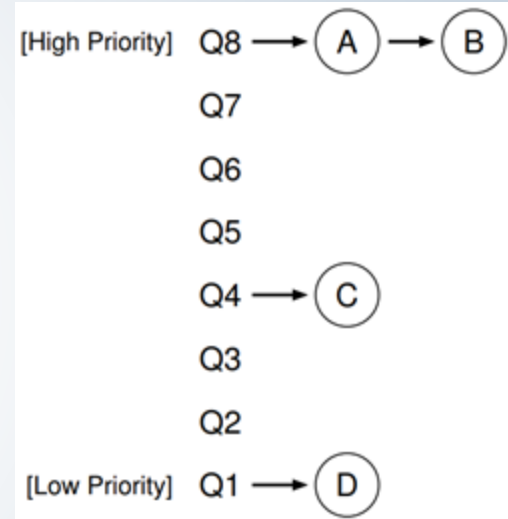 [High Priority] Q8 A B
Q7
Q6
Q5
Q4 C
Q3
Q2
[Low Priority] Q1 D